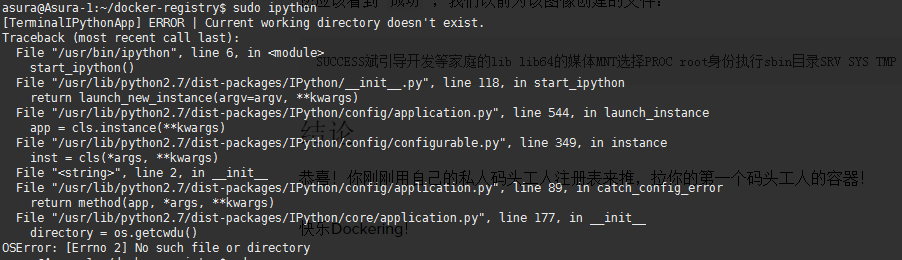 你应该看到"成功"，我们以前为该图像创建的文件：
asura@Asura-1:~/docker-registry$ sudo ipython
[TerminalIPythonApp] ERROR | Current working directory doesn't exist.
Traceback (most recent call last):
File "/usr/bin/ipython", line 6, in <module>
start_ipython()
SUCCESS斌引导开发等家庭的lib lib64的媒体MNT选择PROC root身份执行sbin目录SRV SYS TMP
File "/usr/lib/python2.7/dist-packages/IPython/__init__.py", line 118, in start_ipython
return launch_new_instance(argv=argv, **kwargs)
File "/usr/lib/python2.7/dist-packages/IPython/config/application.py", line 544, in launch_instance
app = cls.instance(**kwargs)
结论
File "/usr/lib/python2.7/dist-packages/IPython/config/configurable.py", line 349, in instance
inst = cls(*args, **kwargs)
File "<string>", line 2, in __init__
恭喜！你刚刚用自己的私人码头工人注册表来推，拉你的第一个码头工人的容器！
File "/usr/lib/python2.7/dist-packages/IPython/config/application.py", line 89, in catch_config_error
return method(app, *args, **kwargs)
File "/usr/lib/python2.7/dist-packages/IPython/core/application.py", line 177, in __init__
directory = os.getcwdu()
快乐Dockering！
OSError: [Errno 2] No such file or directory